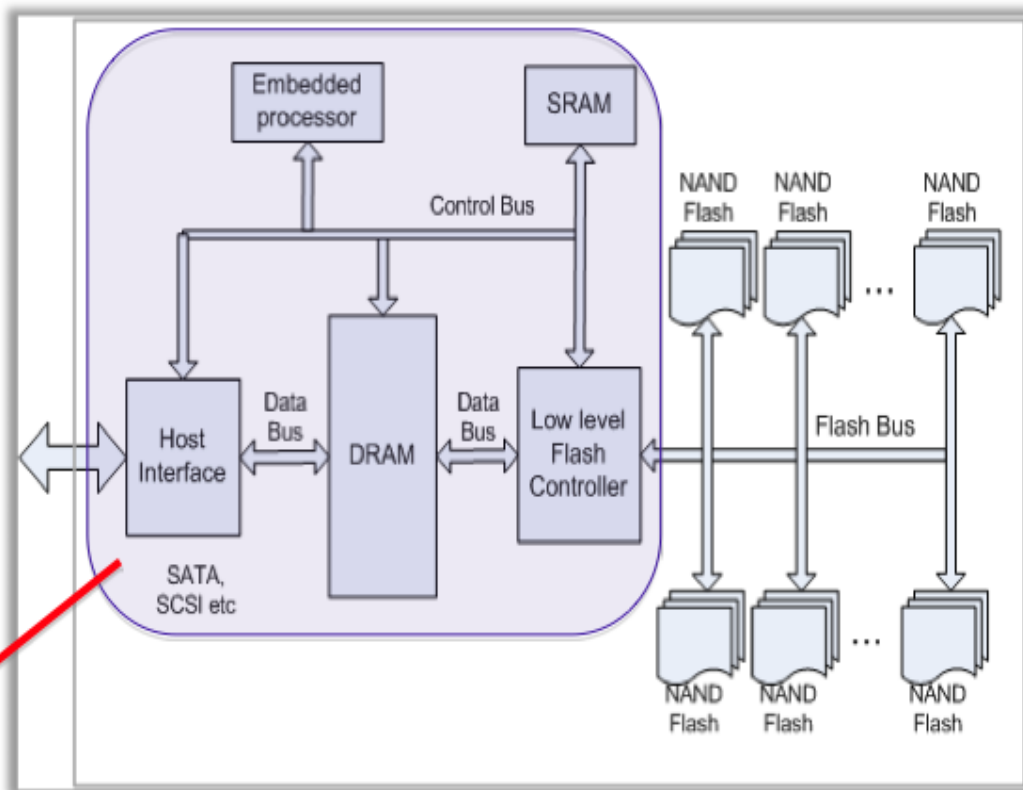 Embedded
processor
SRAM
Control Bus
NAND
Flash
NAND
Flash
NAND
Flash
...
Host
Interface
Data
Bus
DRAM
Data
Bus
Low level
Flash
Controller
Flash Bus
SATA,
SCSI etc
...
NAND
Flash
NAND
Flash
NAND
Flash